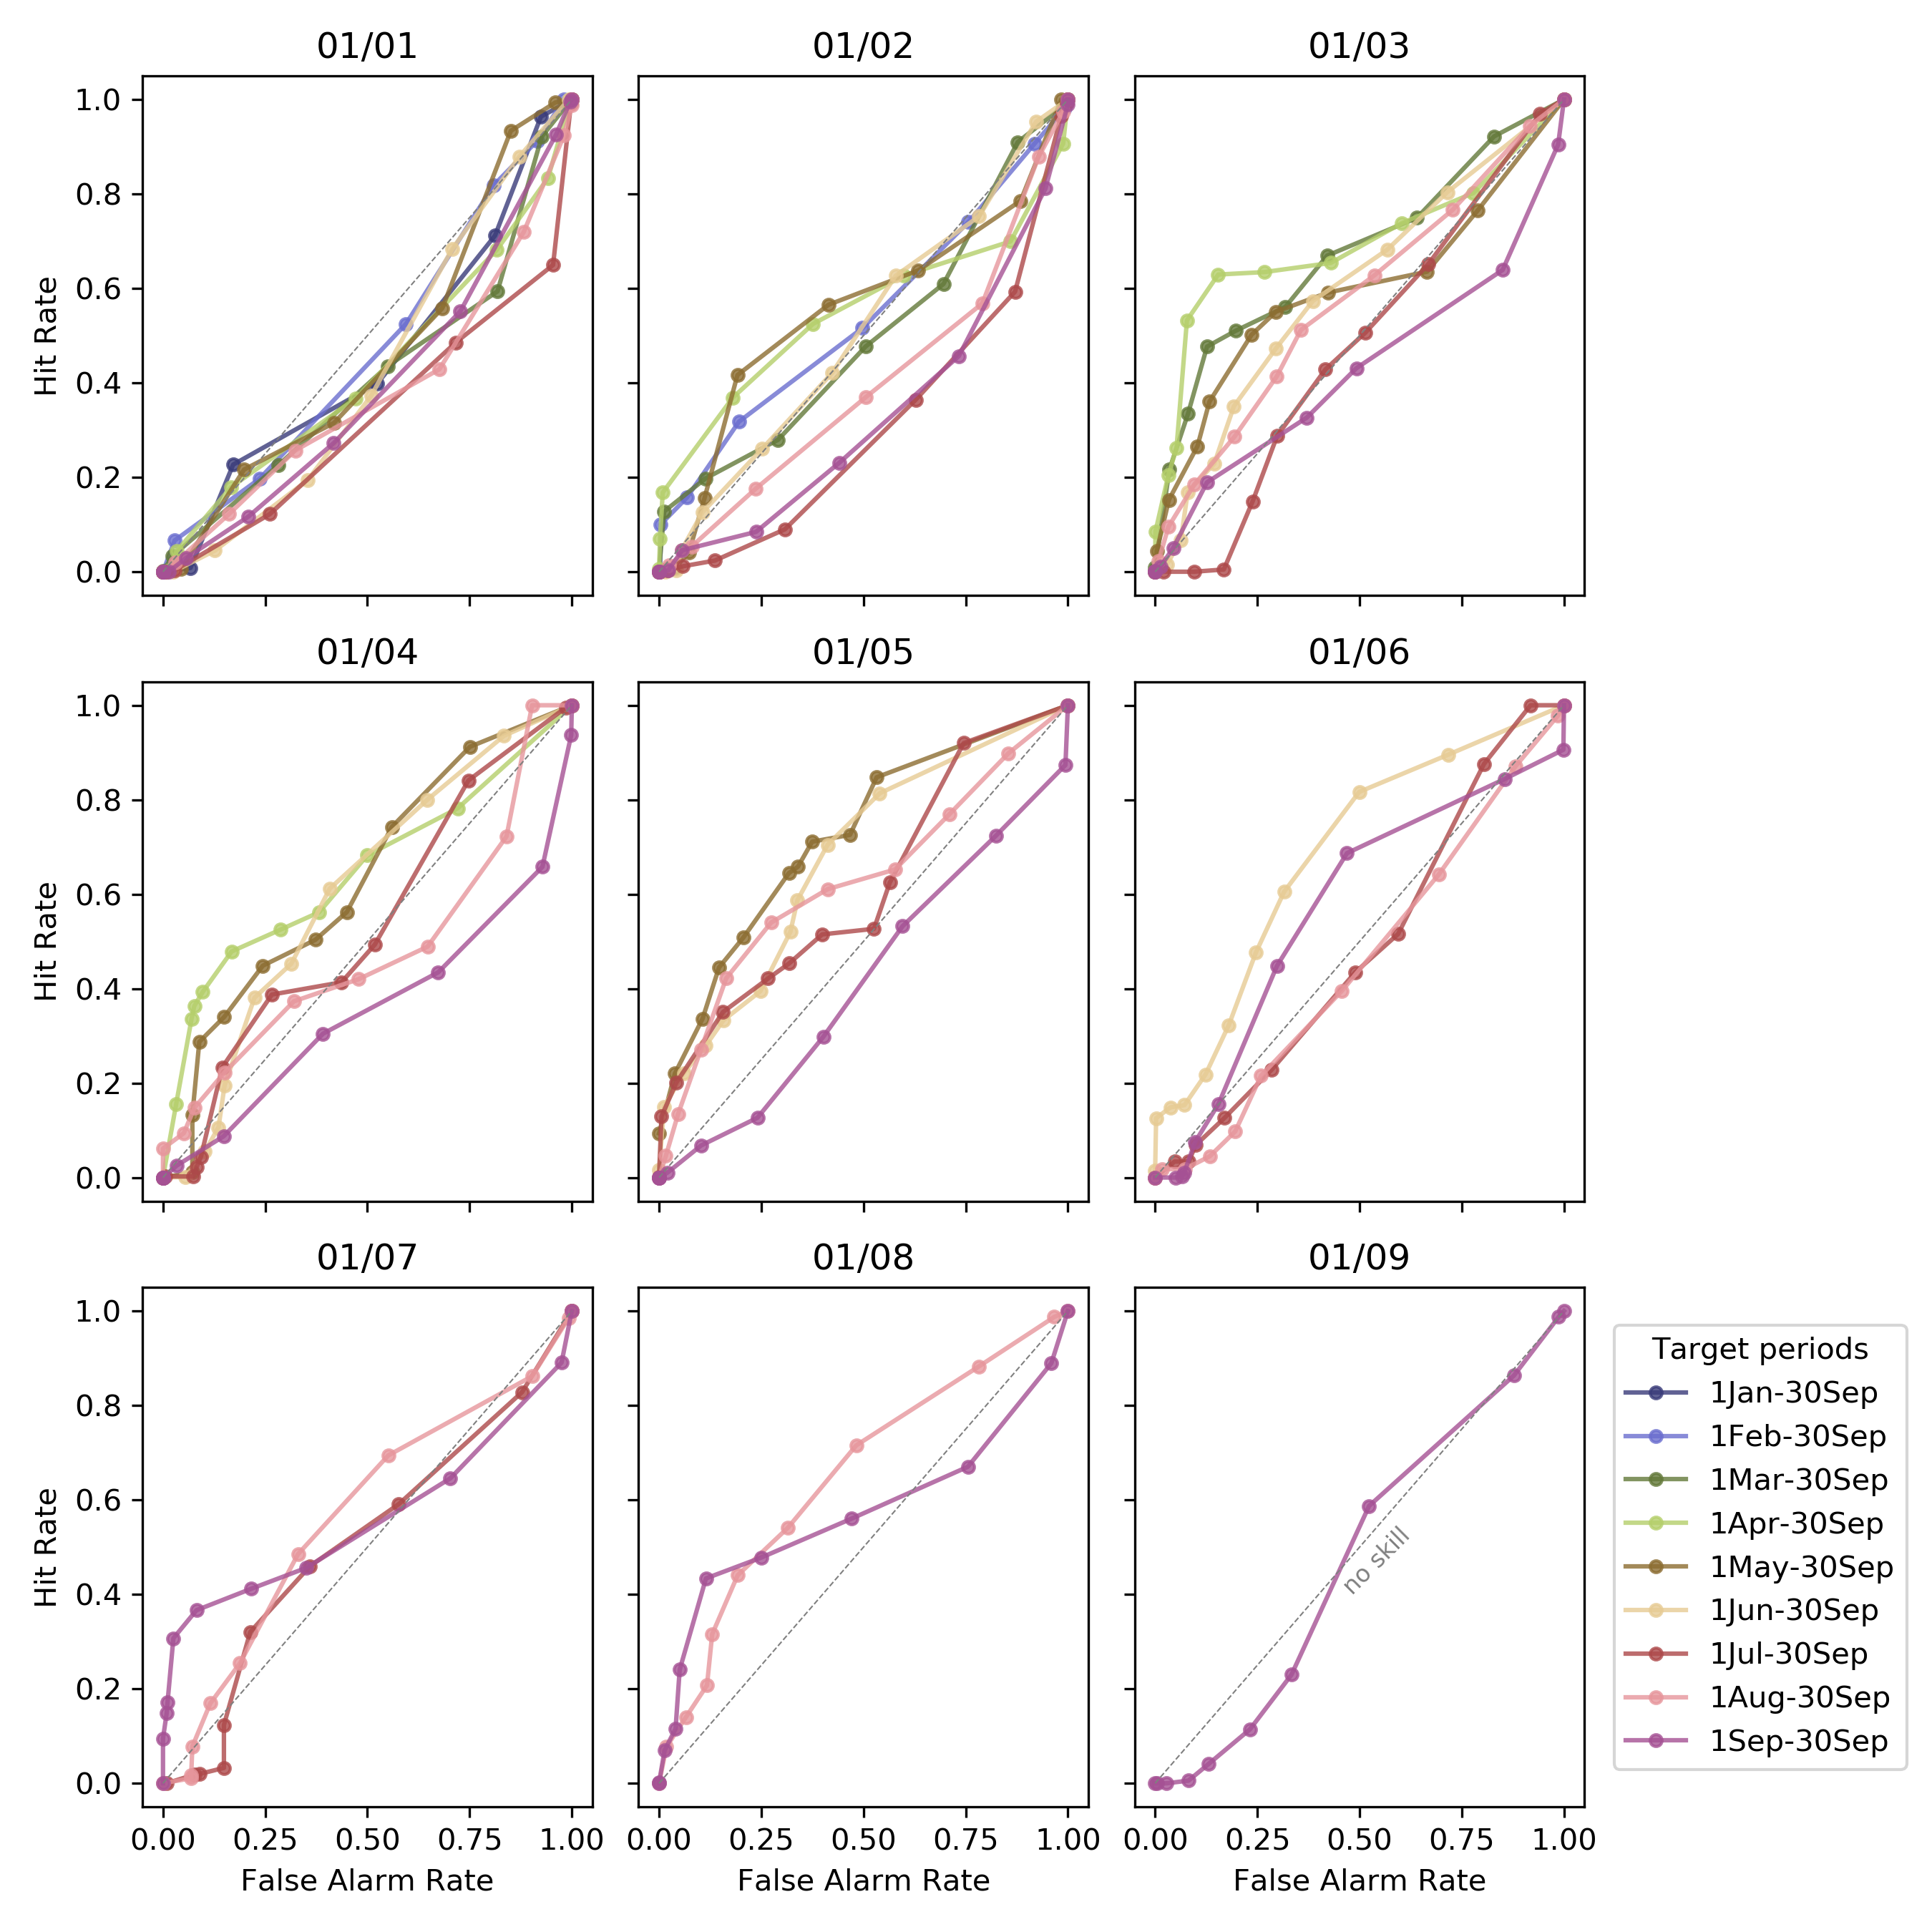 01/01
01/02
01/03
1.0
0.8
0.6
0.4
0.2
0.0
Hit Rate
01/04
01/05
01/06
1.0
0.8
0.6
0.4
0.2
0.0
Hit Rate
01/07
01/08
01/09
1.0
0.8
0.6
0.4
0.2
0.0
Hit Rate
no skill
0.00 0.25 0.50 0.75 1.00
0.00 0.25 0.50 0.75 1.00
0.00 0.25 0.50 0.75 1.00
False Alarm Rate
False Alarm Rate
False Alarm Rate
Target periods
1Jan-30Sep
1Feb-30Sep
1Mar-30Sep
1Apr-30Sep
1May-30Sep
1Jun-30Sep
1Jul-30Sep
1Aug-30Sep
1Sep-30Sep